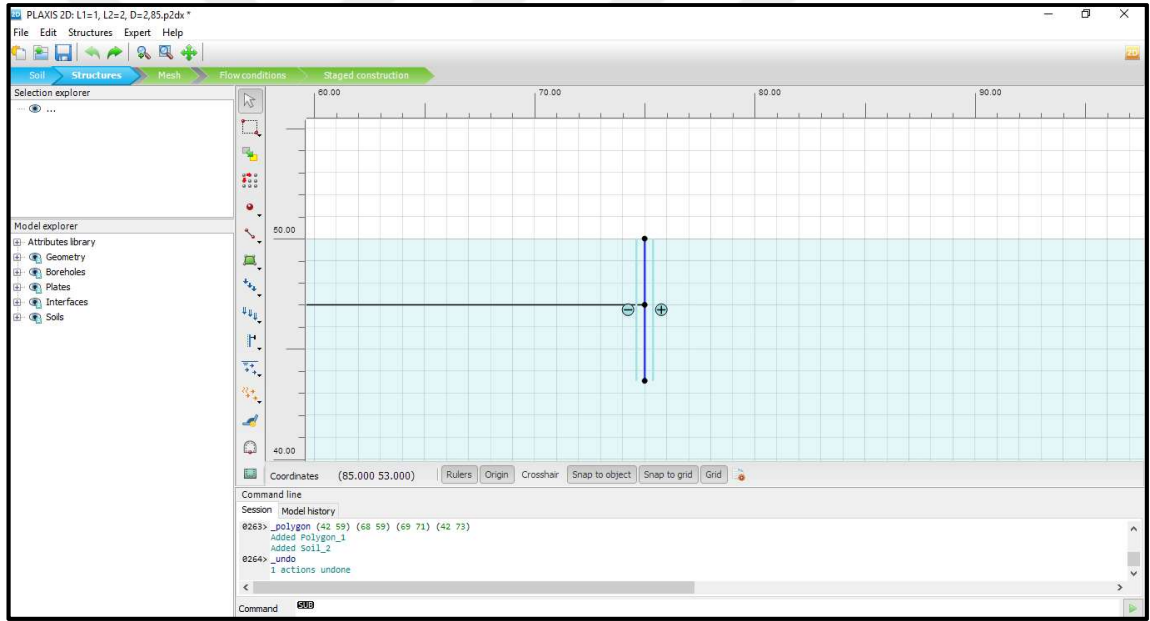 2D PLAXIS 2D: L1=1, L2=2, D=2,85.p2dx *
File Edit Structures Expert Help
2D
Soil Structures Mesh Flow conditions Staged construction
Selection explorer
...
60.00 70.00 80.00 90.00
Model explorer
Attributes library
Geometry
Boreholes
Plates
Interfaces
Soils
50.00
40.00
Coordinates (85.000 53.000) Rulers Origin Crosshair Snap to object Snap to grid Grid
Command line
Session Model history
0263> _polygon (42 59) (68 59) (69 71) (42 73)
Added Polygon_1
Added Soil_2
0264> _undo
1 actions undone
Command SUB